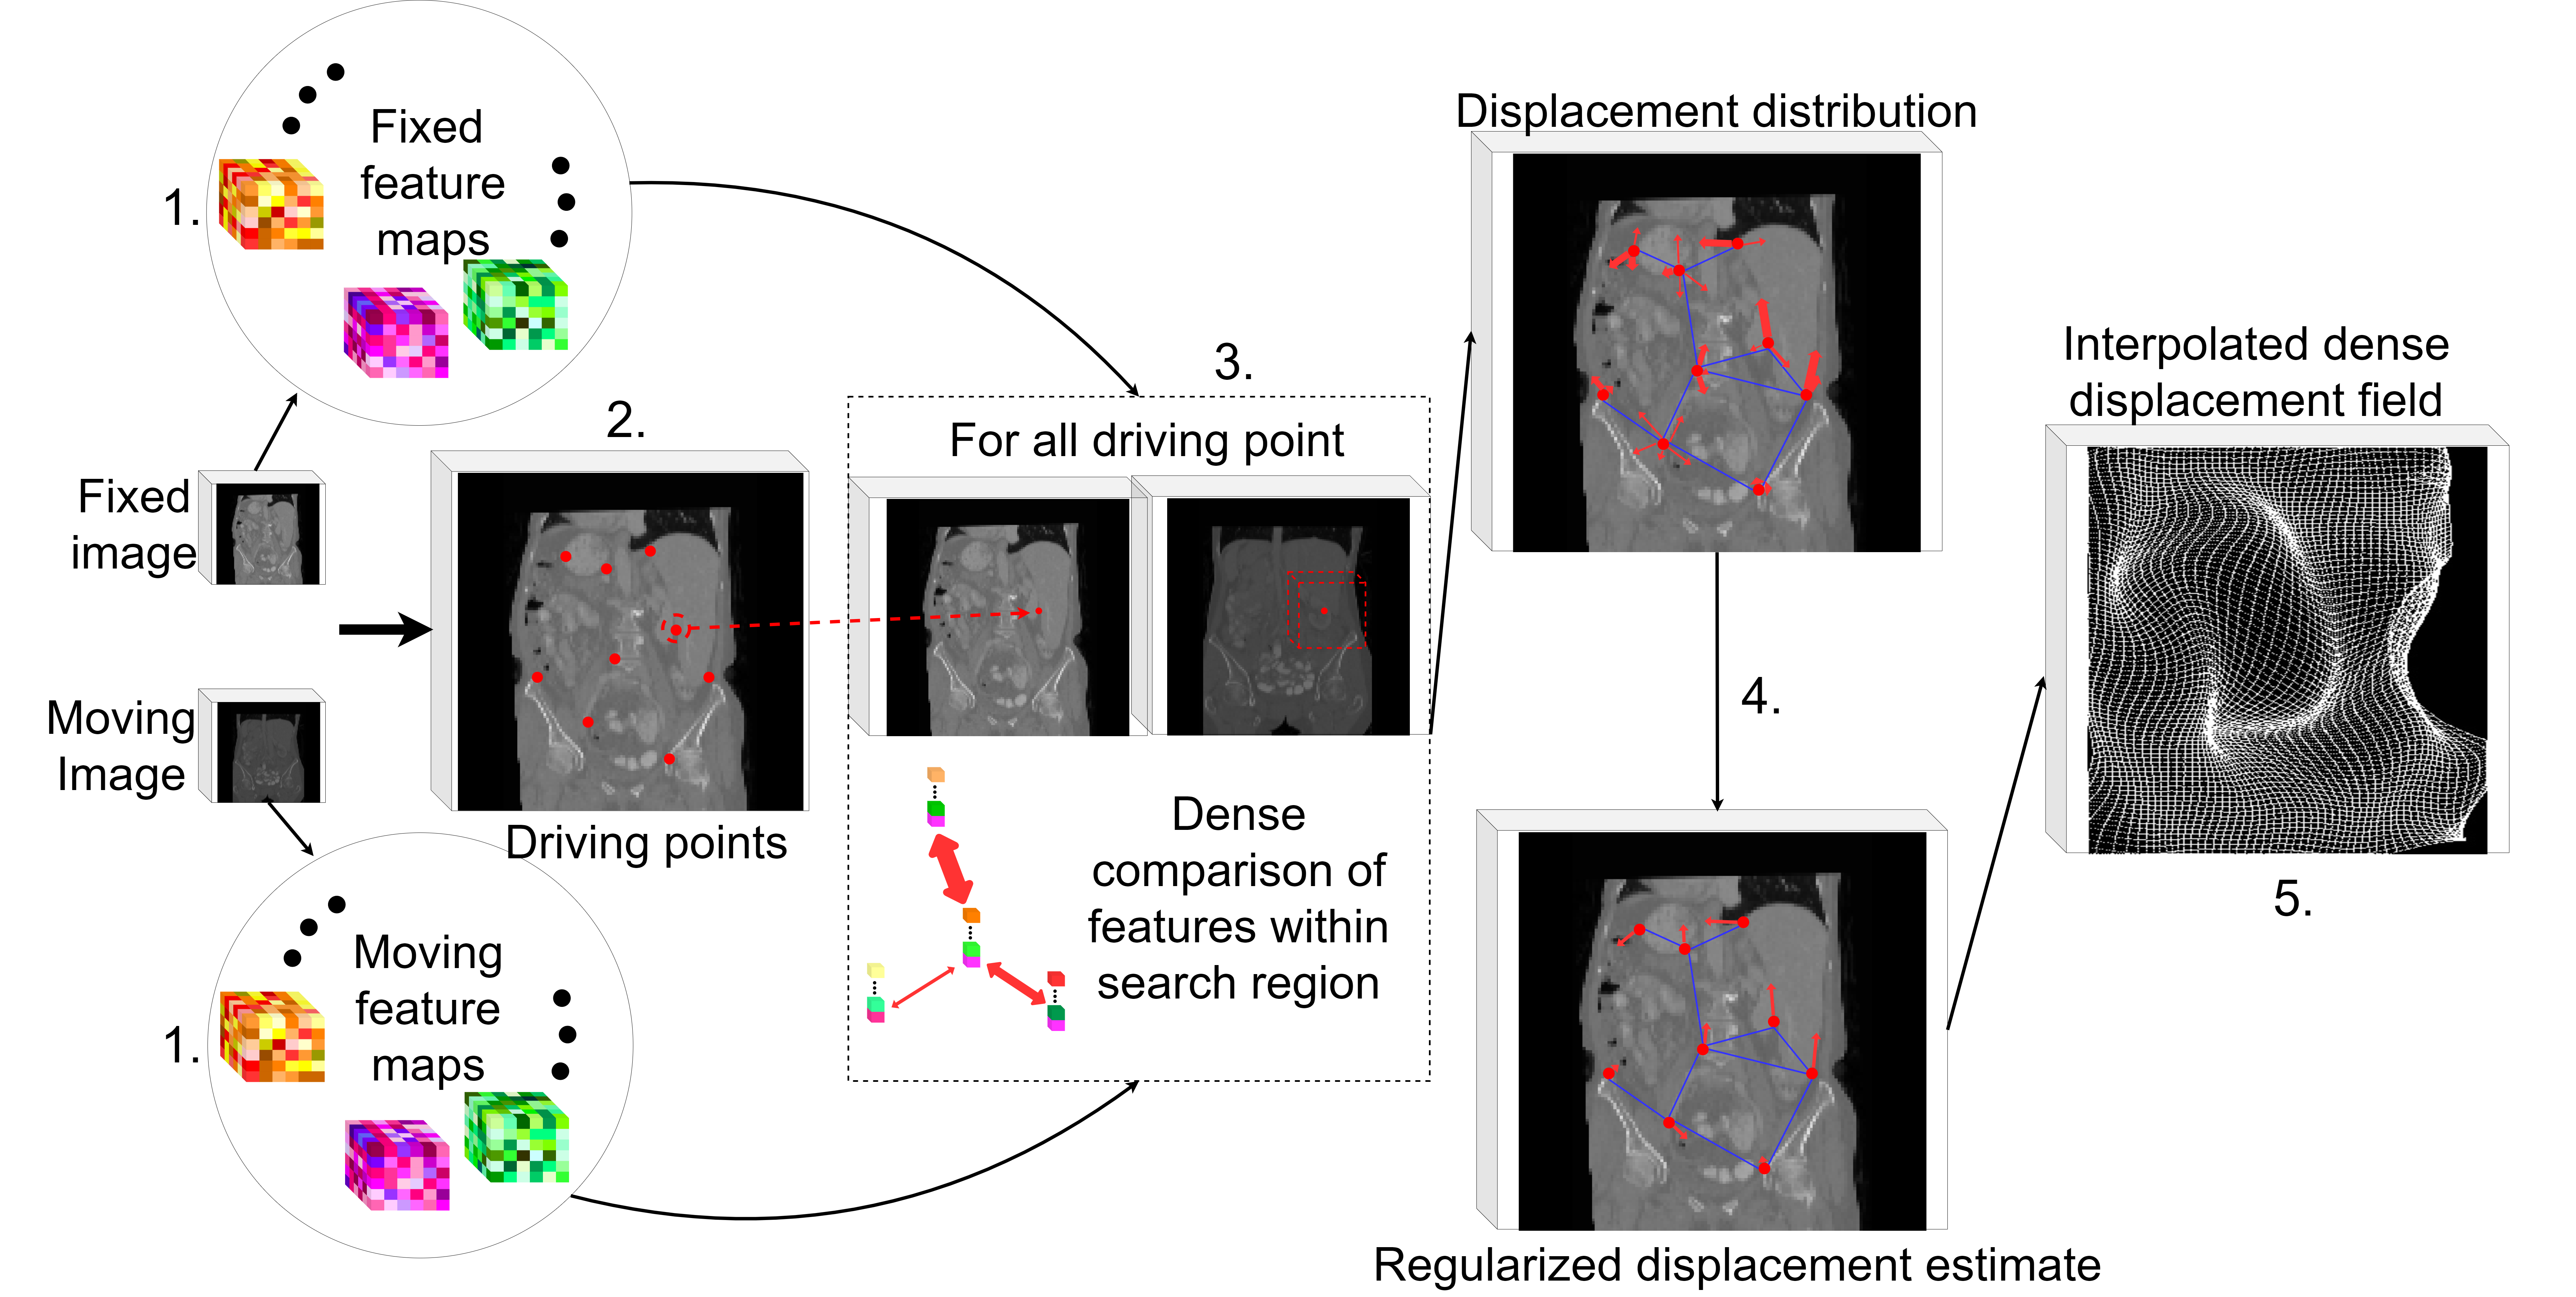 1.
Fixed
feature
maps
Fixed
image
Moving
Image
1.
Moving
feature
maps
2.
Driving points
3.
For all driving point
Dense
comparison of
features within
search region
Displacement distribution
4.
Regularized displacement estimate
Interpolated dense
displacement field
5.